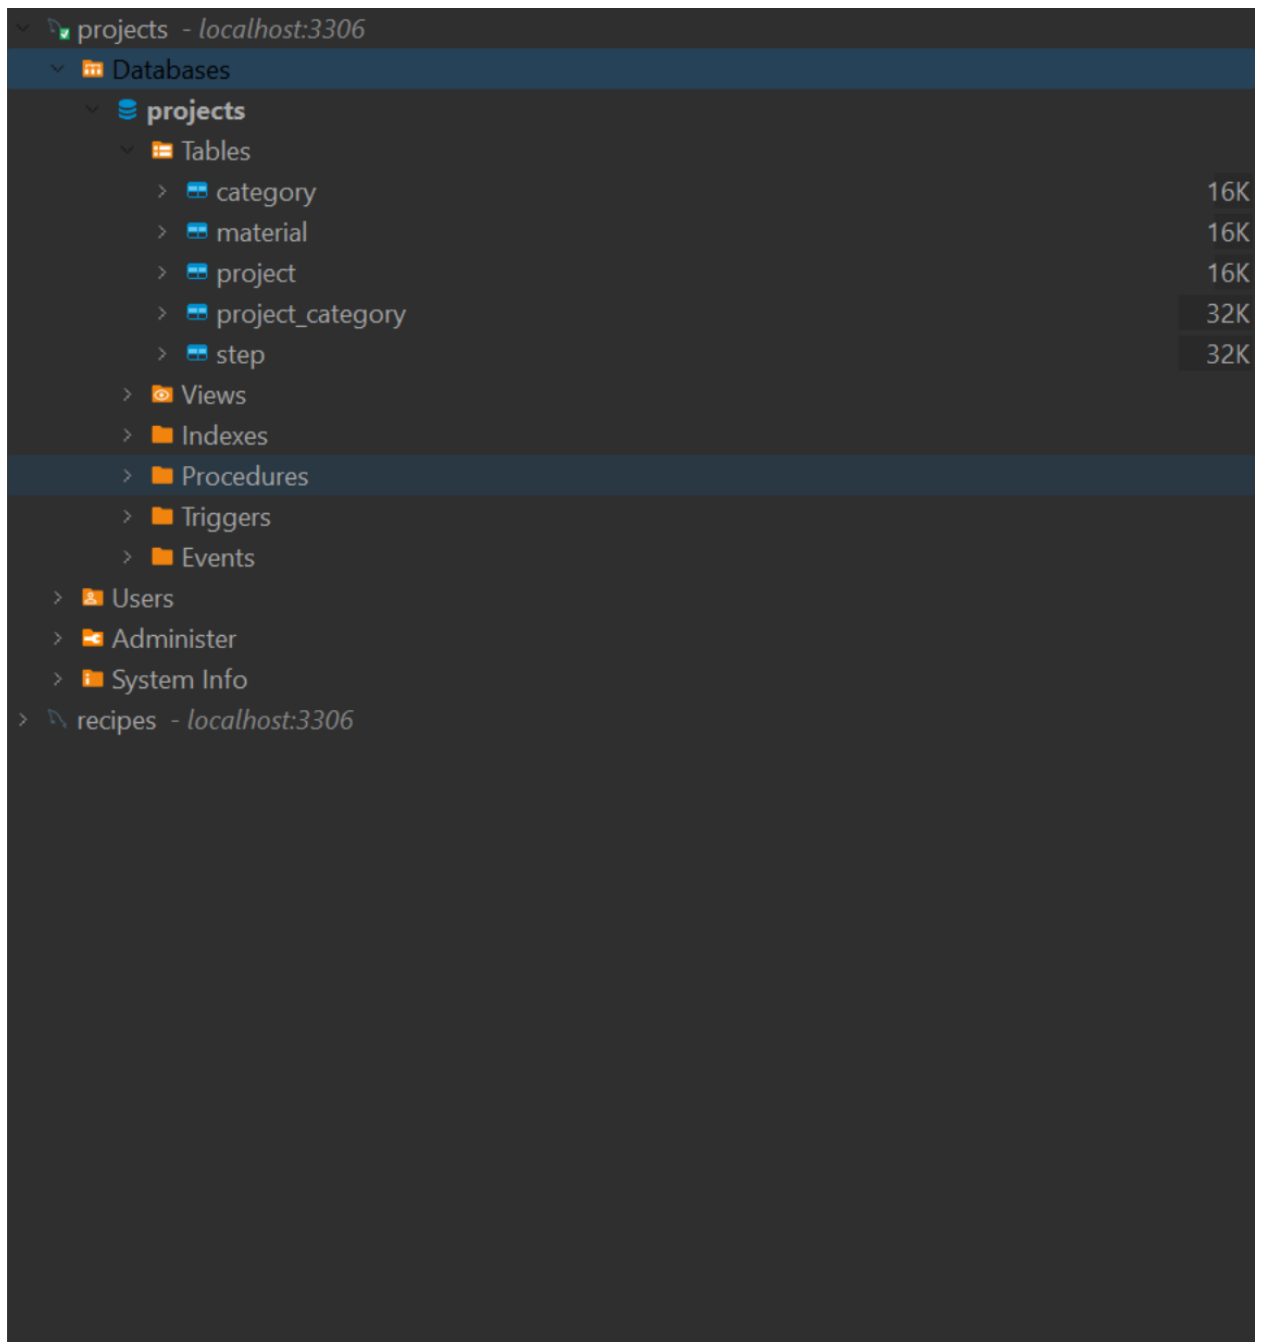 projects - localhost:3306
Databases
projects
Tables
category 16K
material 16K
project 16K
project_category 32K
step 32K
Views
Indexes
Procedures
Triggers
Events
Users
Administer
System Info
recipes - localhost:3306